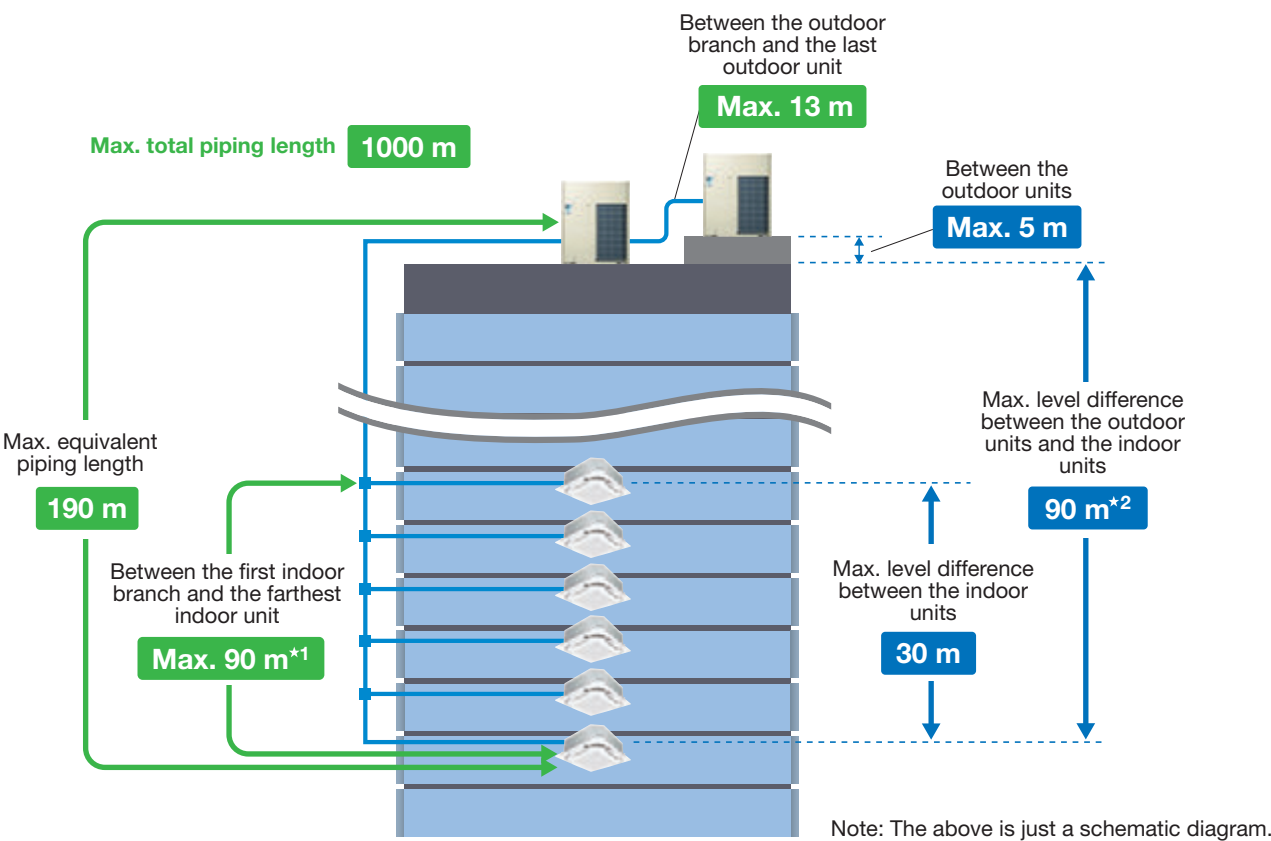 Between the outdoor
branch and the last
outdoor unit
Max. 13 m
Max. total piping length 1000 m
Between the
outdoor units
Max. 5 m
Max. equivalent
piping length
190 m
Between the first indoor
branch and the farthest
indoor unit
Max. 90 m★1
Max. level difference
between the outdoor
units and the indoor
units
90 m★2
Max. level difference
between the indoor
units
30 m
Note: The above is just a schematic diagram.